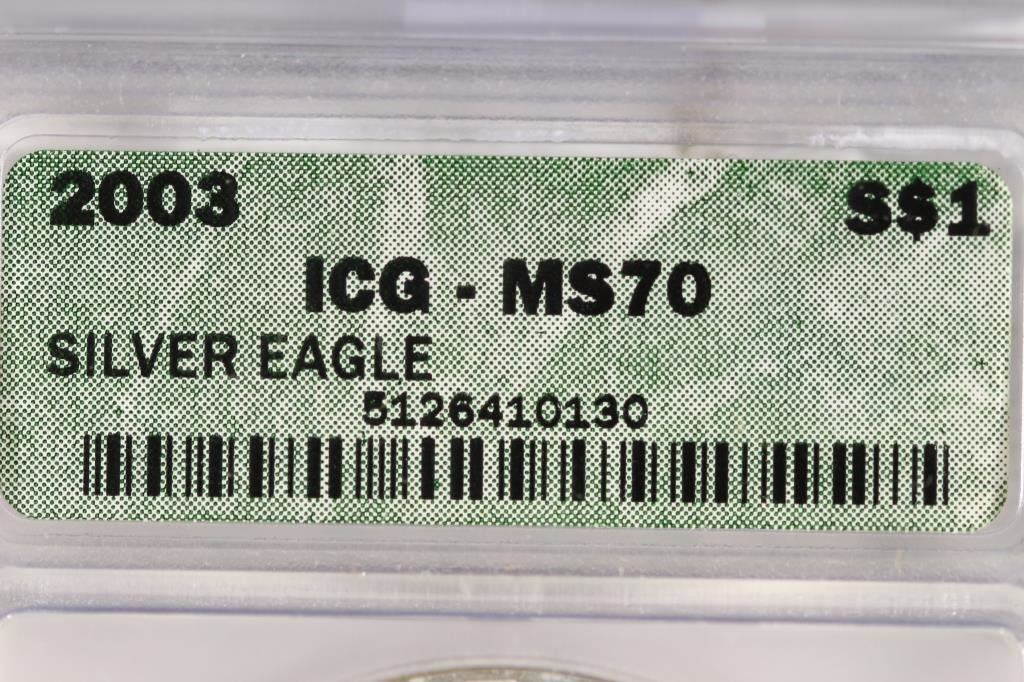 2003 S$1
ICG - MS70
SILVER EAGLE
5126410130